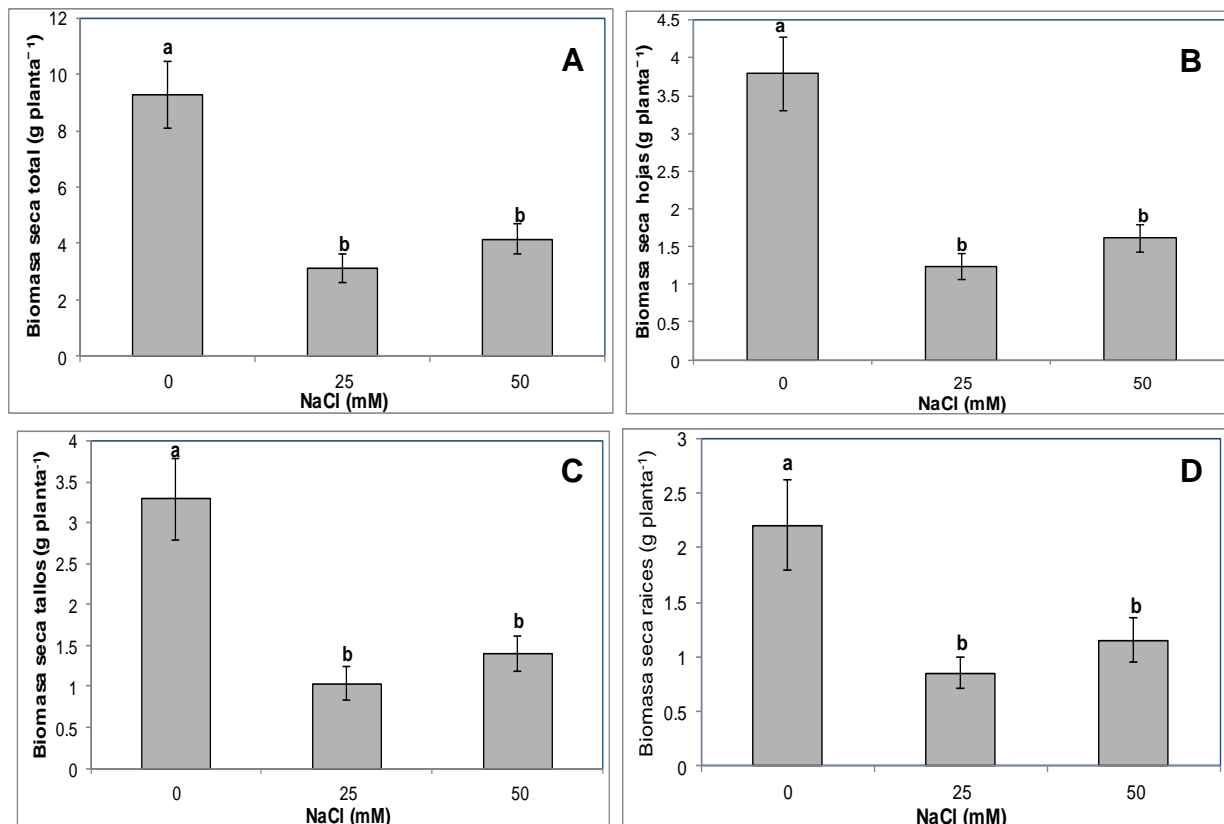 A
Biomasa seca total (g planta⁻¹)
12
10
8
6
4
2
0
a
b
b
0 25 50
NaCl (mM)
B
Biomasa seca hojas (g planta⁻¹)
4.5
4
3.5
3
2.5
2
1.5
1
0.5
0
a
b
b
0 25 50
NaCl (mM)
C
Biomasa seca tallos (g planta⁻¹)
4
3.5
3
2.5
2
1.5
1
0.5
0
a
b
b
0 25 50
NaCl (mM)
D
Biomasa seca raices (g planta⁻¹)
3
2.5
2
1.5
1
0.5
0
a
b
b
0 25 50
NaCl (mM)